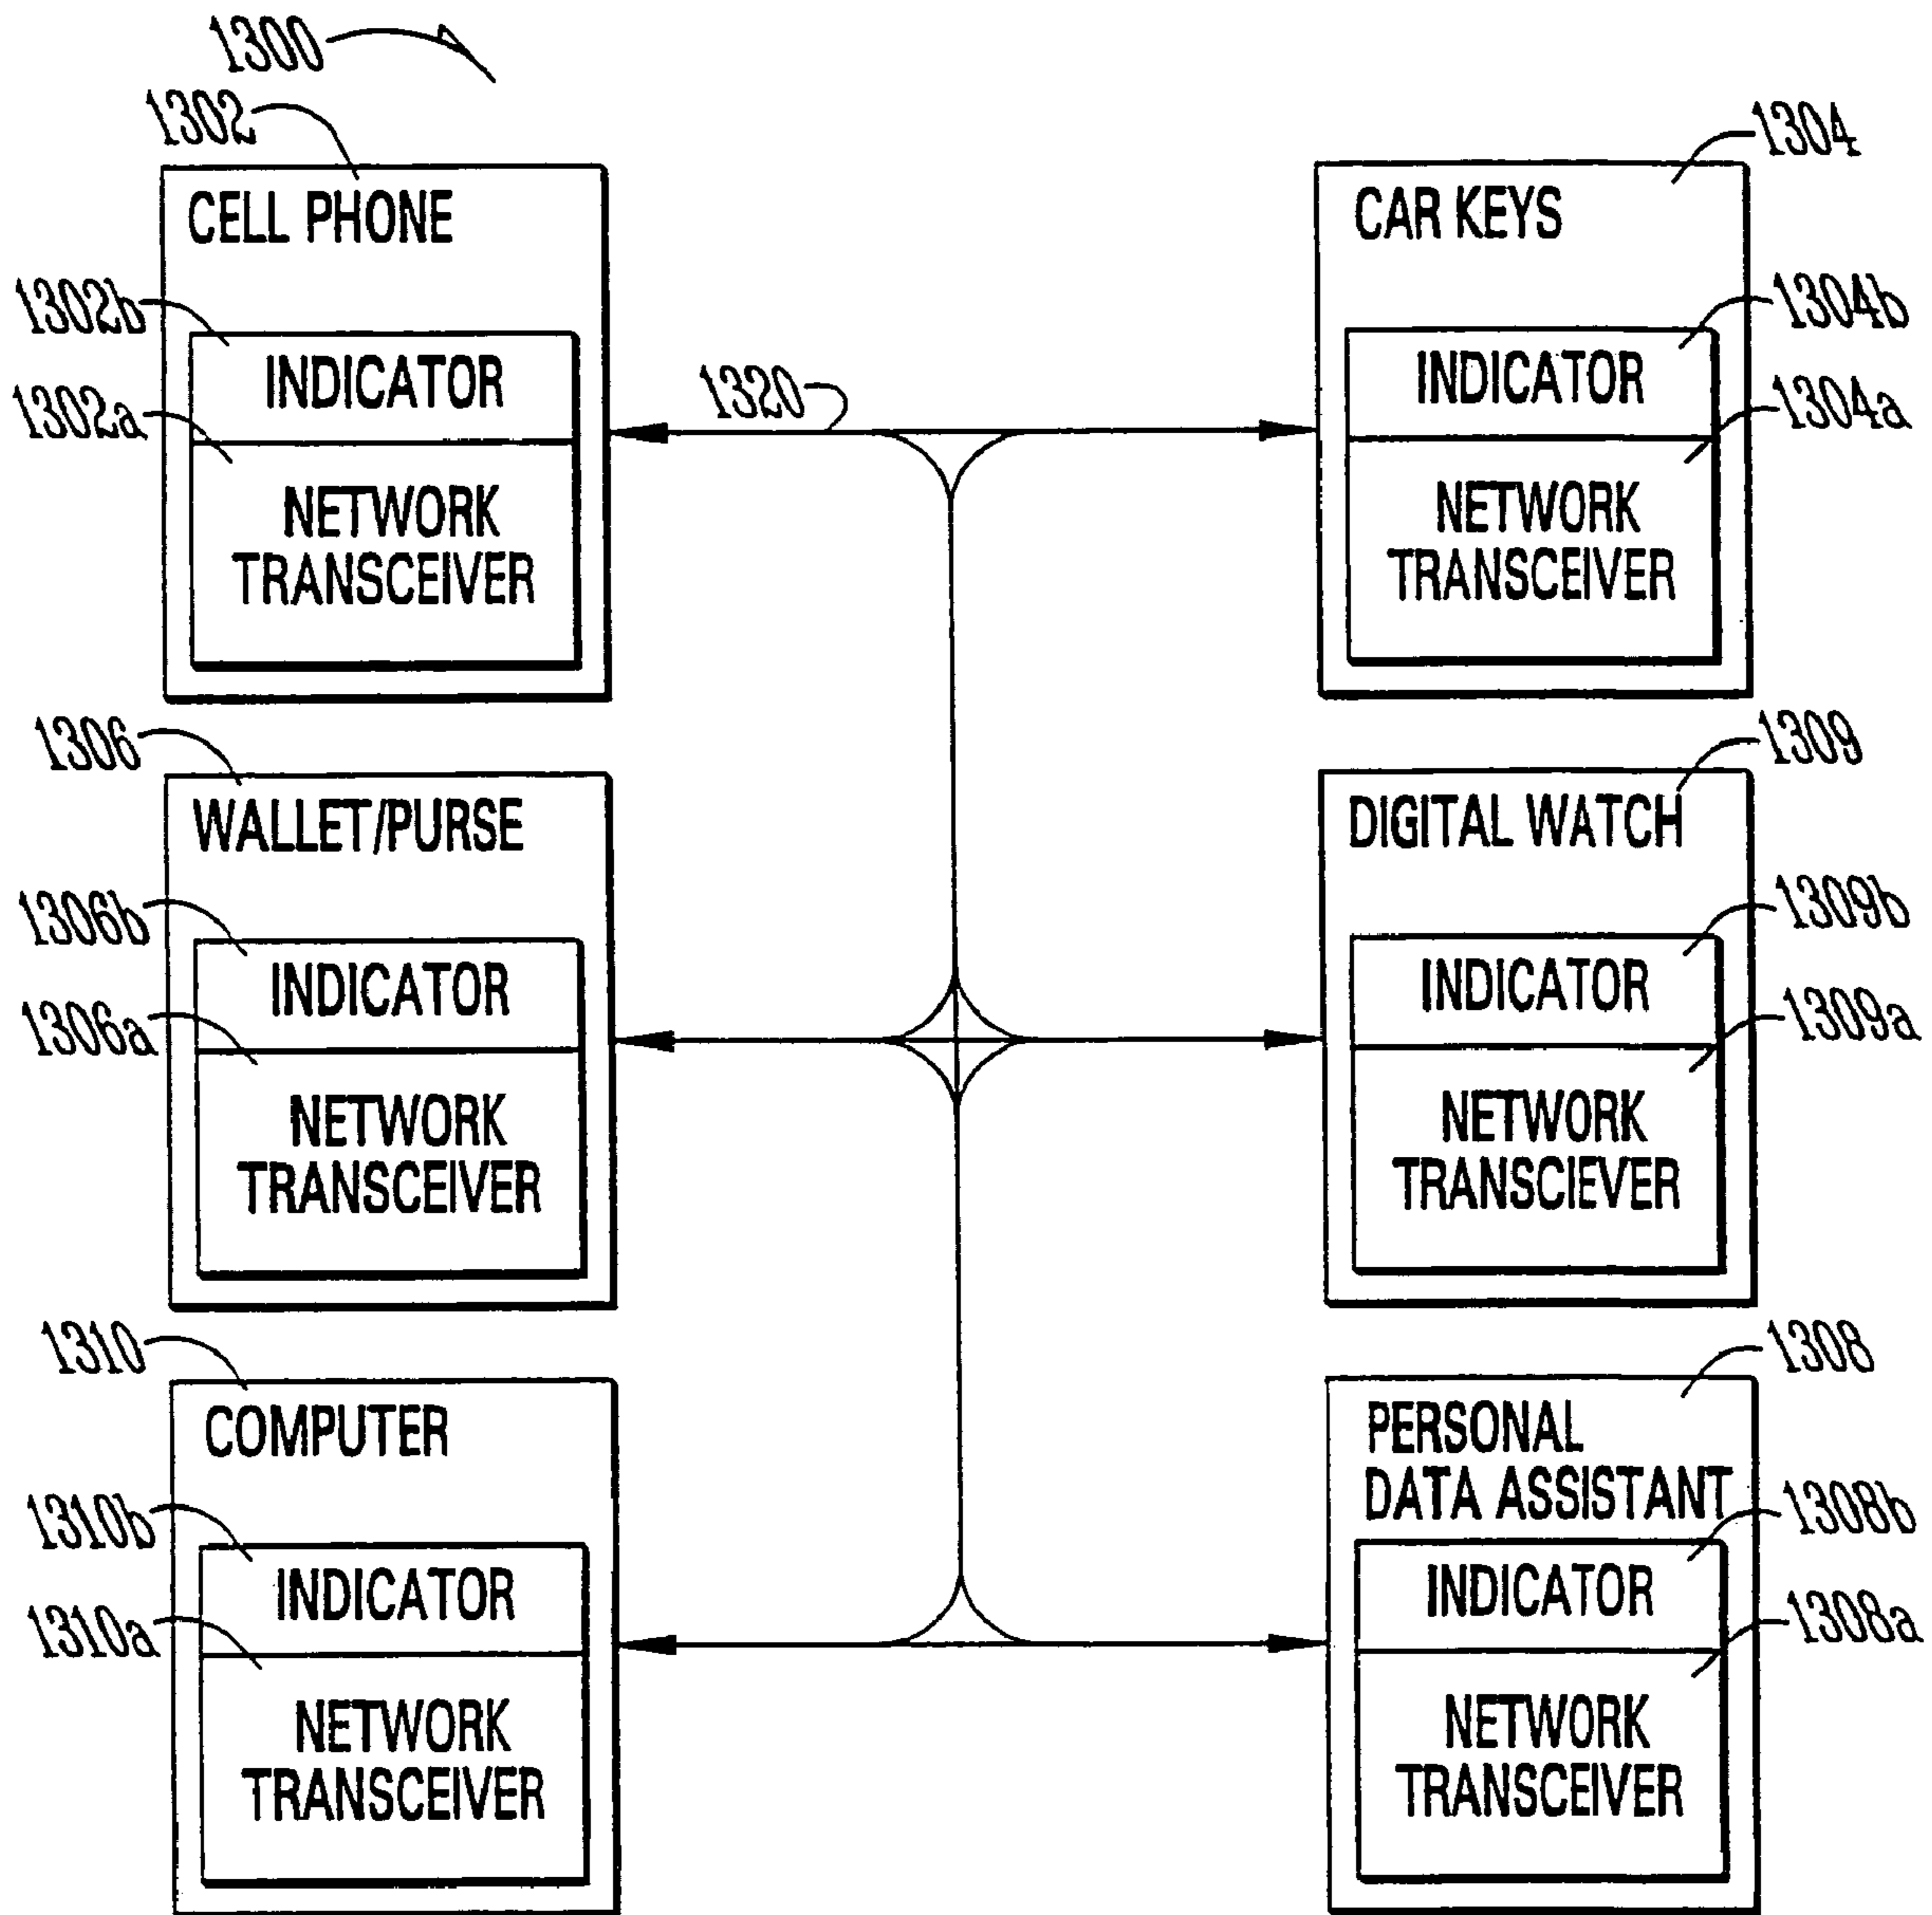 1300
1302
CELL PHONE
1302b
INDICATOR
1302a
NETWORK
TRANSCEIVER
1320
1304
CAR KEYS
1304b
INDICATOR
1304a
NETWORK
TRANSCEIVER
1306
WALLET/PURSE
1306b
INDICATOR
1306a
NETWORK
TRANSCEIVER
1309
DIGITAL WATCH
1309b
INDICATOR
1309a
NETWORK
TRANSCIEVER
1310
COMPUTER
1310b
INDICATOR
1310a
NETWORK
TRANSCEIVER
1308
PERSONAL
DATA ASSISTANT
1308b
INDICATOR
1308a
NETWORK
TRANSCEIVER